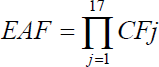 EAF = ∏_{j=1}^{17} CFj